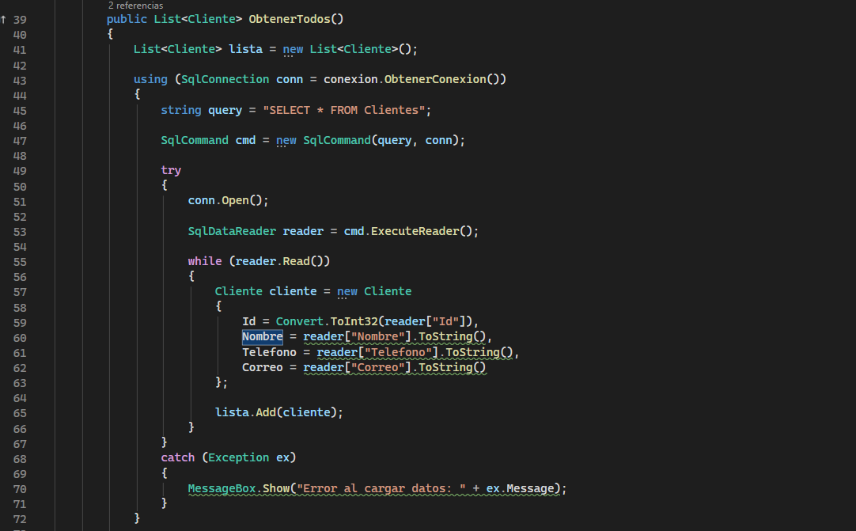 2 referencias
39 public List<Cliente> ObtenerTodos()
40 {
41 List<Cliente> lista = new List<Cliente>();
42
43 using (SqlConnection conn = conexion.ObtenerConexion())
44 {
45 string query = "SELECT * FROM Clientes";
46
47 SqlCommand cmd = new SqlCommand(query, conn);
48
49 try
50 {
51 conn.Open();
52
53 SqlDataReader reader = cmd.ExecuteReader();
54
55 while (reader.Read())
56 {
57 Cliente cliente = new Cliente
58 {
59 Id = Convert.ToInt32(reader["Id"]),
60 Nombre = reader["Nombre"].ToString(),
61 Telefono = reader["Telefono"].ToString(),
62 Correo = reader["Correo"].ToString()
63 };
64
65 lista.Add(cliente);
66 }
67 }
68 catch (Exception ex)
69 {
70 MessageBox.Show("Error al cargar datos: " + ex.Message);
71 }
72 }